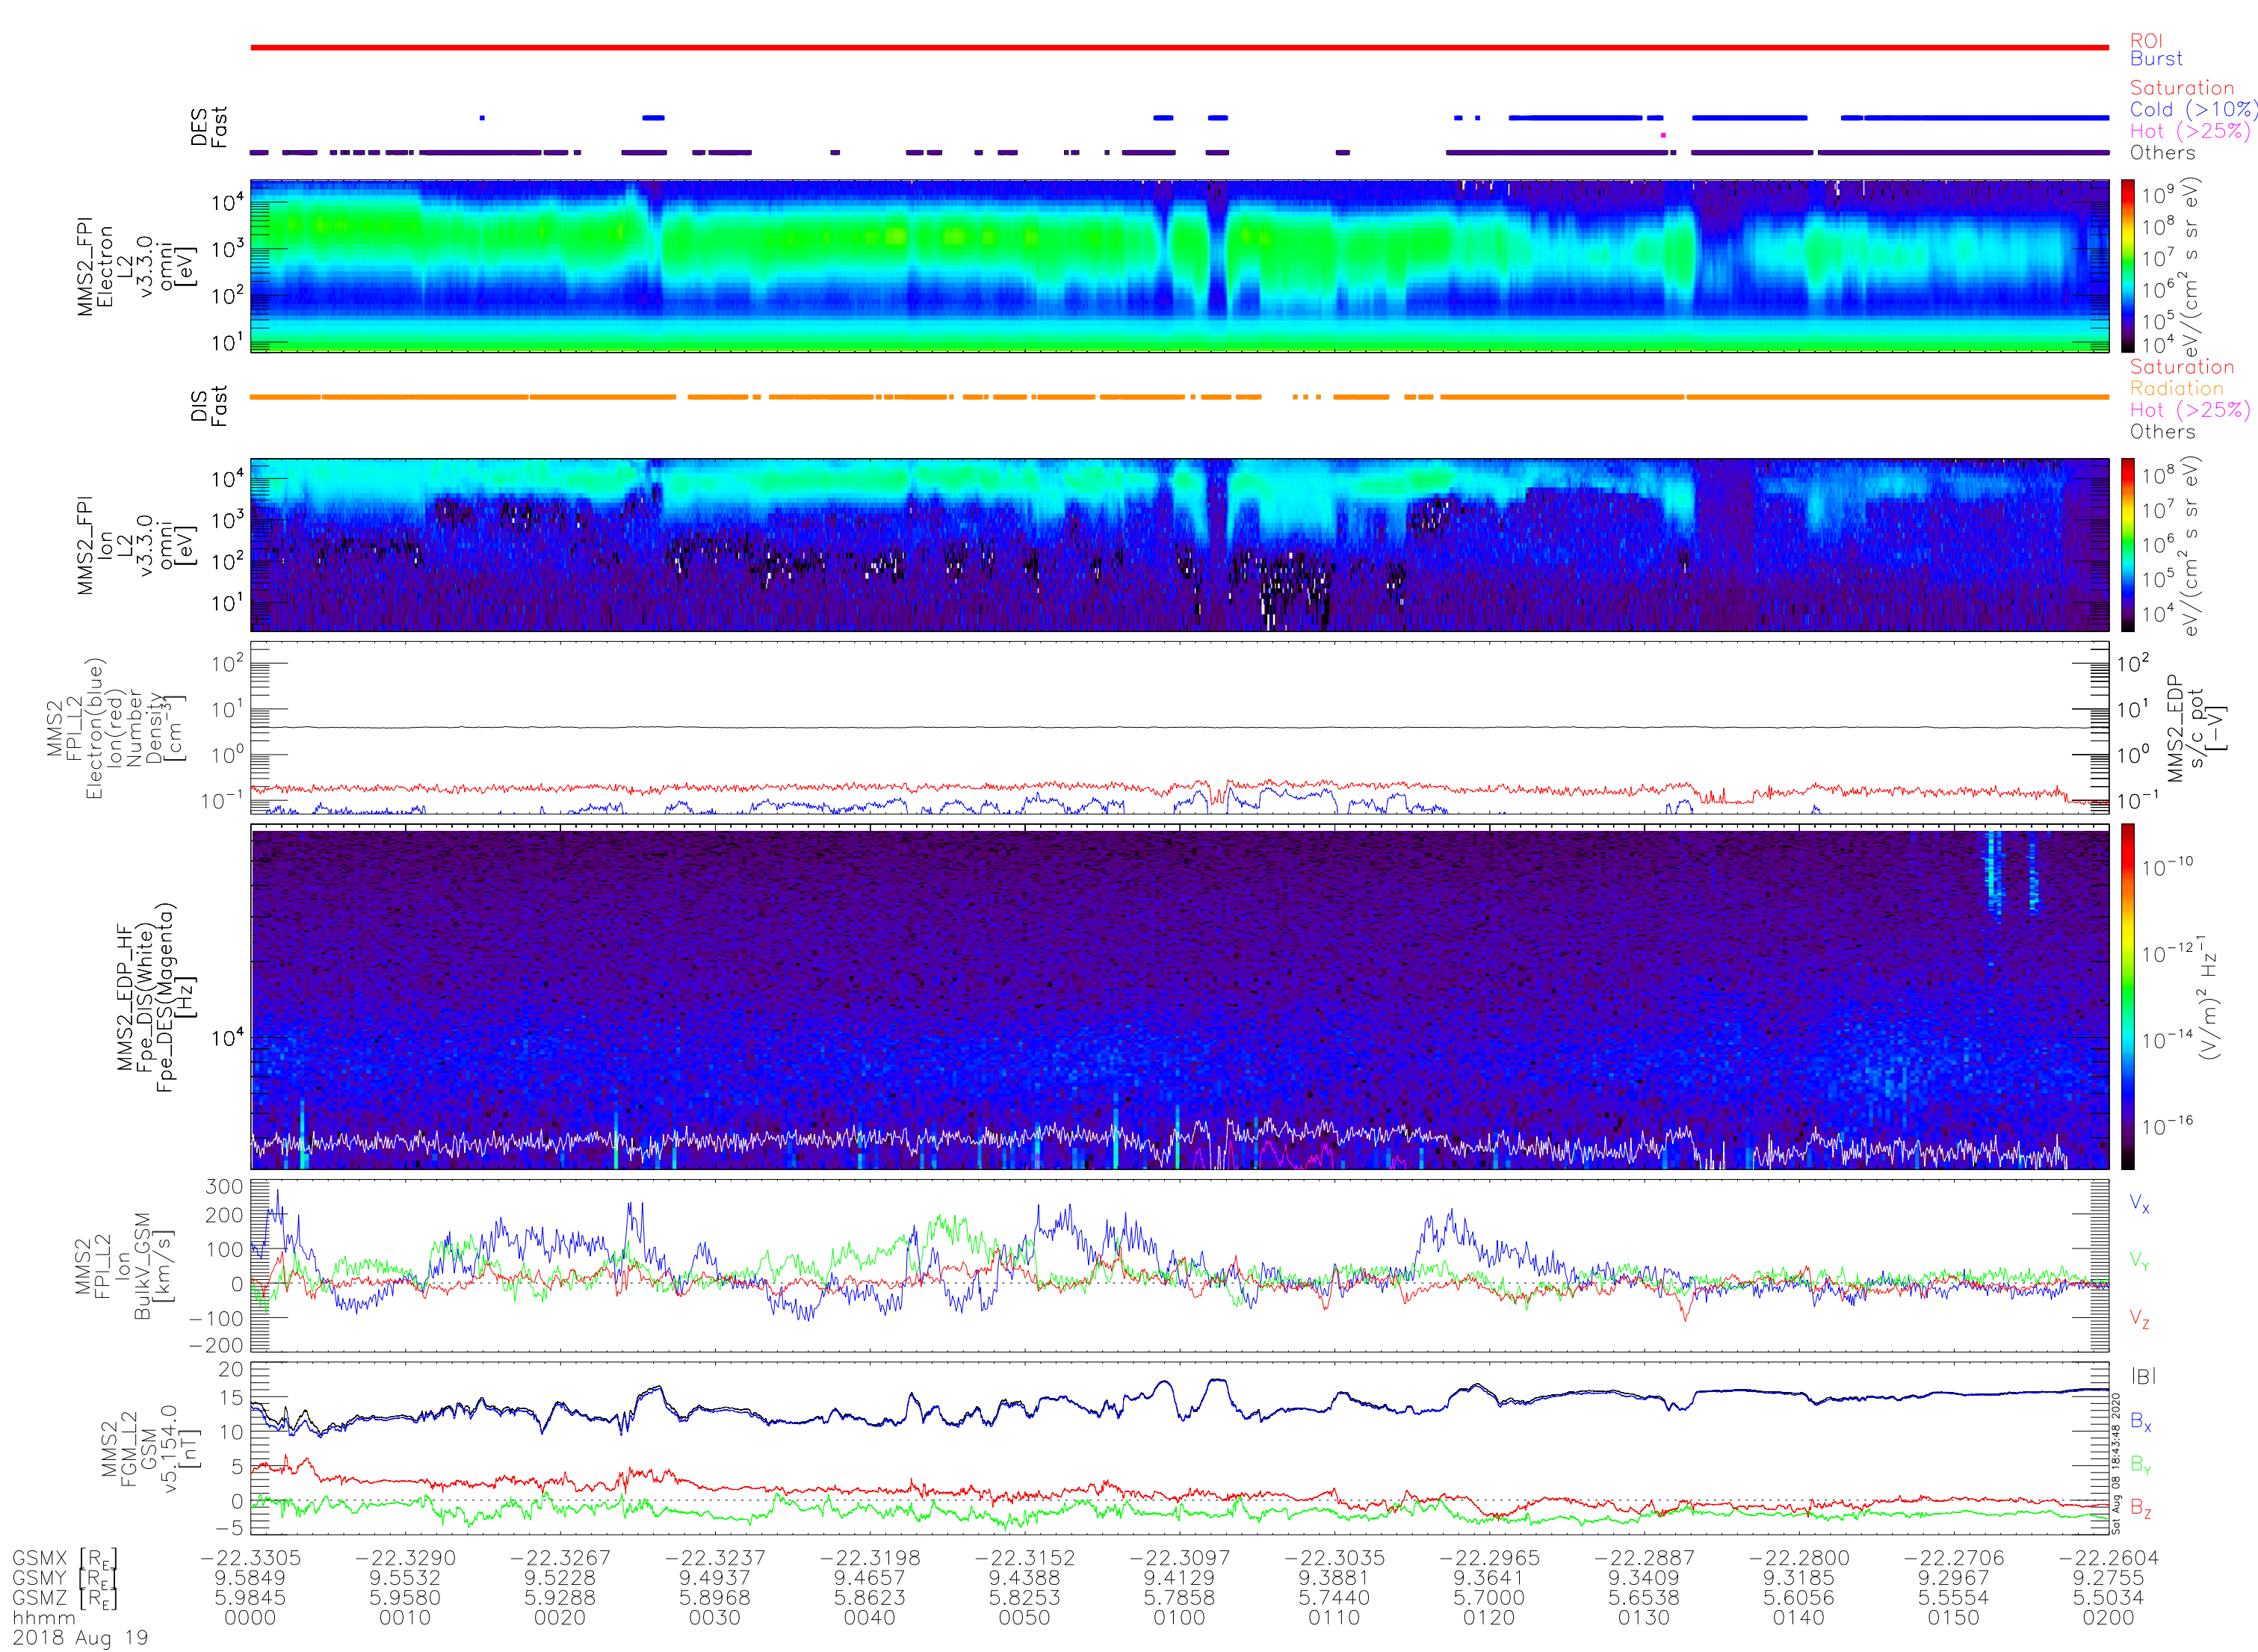 ROI
Burst
DES
Fast
Saturation
Cold (>10%)
Hot (>25%)
Others
MMS2_FPI
Electron
L2
v3.3.0
omni
[eV]
10^4
10^3
10^2
10^1
10^9
10^8
10^7
10^6
10^5
10^4
eV/(cm^2 s sr eV)
DIS
Fast
Saturation
Radiation
Hot (>25%)
Others
MMS2_FPI
Ion
L2
v3.3.0
omni
[eV]
10^4
10^3
10^2
10^1
10^8
10^7
10^6
10^5
10^4
eV/(cm^2 s sr eV)
MMS2
FPI_L2
Electron(blue)
Ion(red)
Number
Density
[cm^-3]
10^2
10^1
10^0
10^-1
10^2
10^1
10^0
10^-1
MMS2_EDP
s/c pot
[-V]
MMS2_EDP_HF
Fpe_DIS(White)
Fpe_DES(Magenta)
[Hz]
10^4
10^-10
10^-12
10^-14
10^-16
(V/m)^2 Hz^-1
MMS2
FPI_L2
Ion
BulkV_GSM
[km/s]
300
200
100
0
-100
-200
V_X
V_Y
V_Z
MMS2
FGM_L2
GSM
v5.154.0
[nT]
20
15
10
5
0
-5
|B|
B_X
B_Y
B_Z
Sat Aug 08 18:43:48 2020
GSMX [R_E] -22.3305 -22.3290 -22.3267 -22.3237 -22.3198 -22.3152 -22.3097 -22.3035 -22.2965 -22.2887 -22.2800 -22.2706 -22.2604
GSMY [R_E] 9.5849 9.5532 9.5228 9.4937 9.4657 9.4388 9.4129 9.3881 9.3641 9.3409 9.3185 9.2967 9.2755
GSMZ [R_E] 5.9845 5.9580 5.9288 5.8968 5.8623 5.8253 5.7858 5.7440 5.7000 5.6538 5.6056 5.5554 5.5034
hhmm 0000 0010 0020 0030 0040 0050 0100 0110 0120 0130 0140 0150 0200
2018 Aug 19